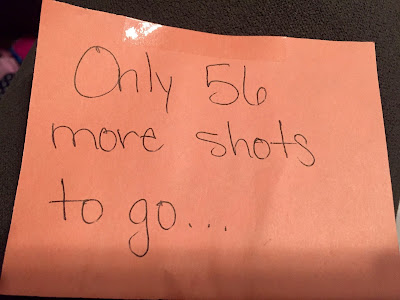 Only 56
more shots
to go...